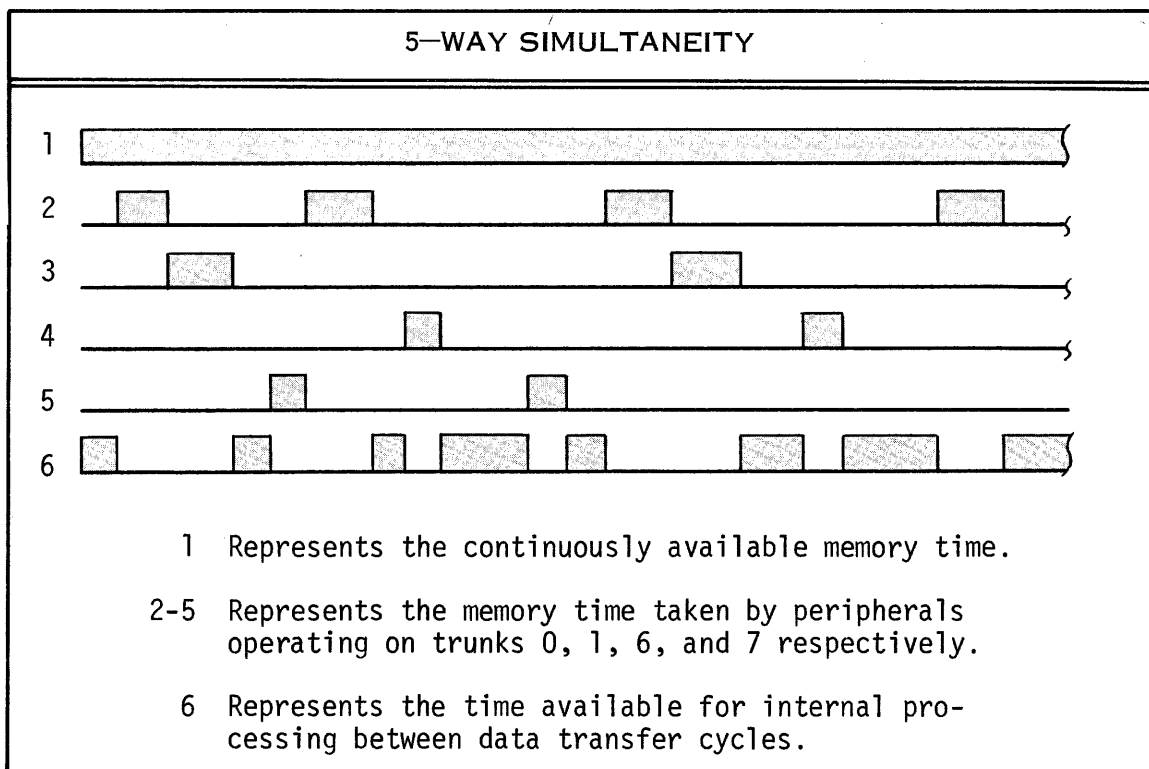 5—WAY SIMULTANEITY
1
2
3
4
5
6
1 Represents the continuously available memory time.
2-5 Represents the memory time taken by peripherals
operating on trunks 0, 1, 6, and 7 respectively.
6 Represents the time available for internal pro-
cessing between data transfer cycles.